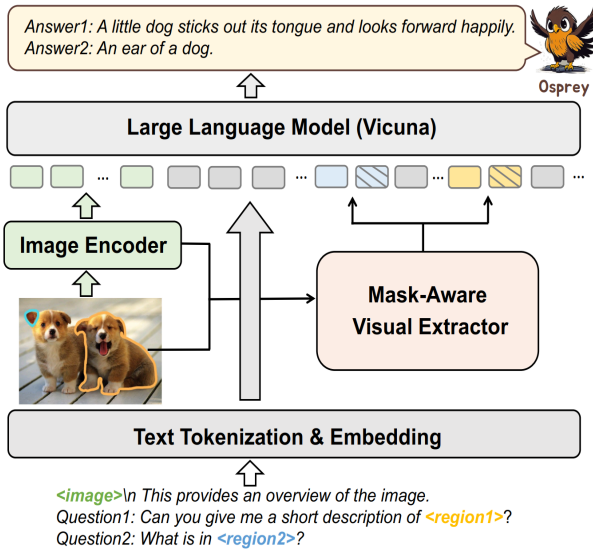 Answer1: A little dog sticks out its tongue and looks forward happily.
Answer2: An ear of a dog.
Osprey
Large Language Model (Vicuna)
... ... ... ...
Image Encoder
Mask-Aware
Visual Extractor
Text Tokenization & Embedding
<image>\n This provides an overview of the image.
Question1: Can you give me a short description of <region1>?
Question2: What is in <region2>?